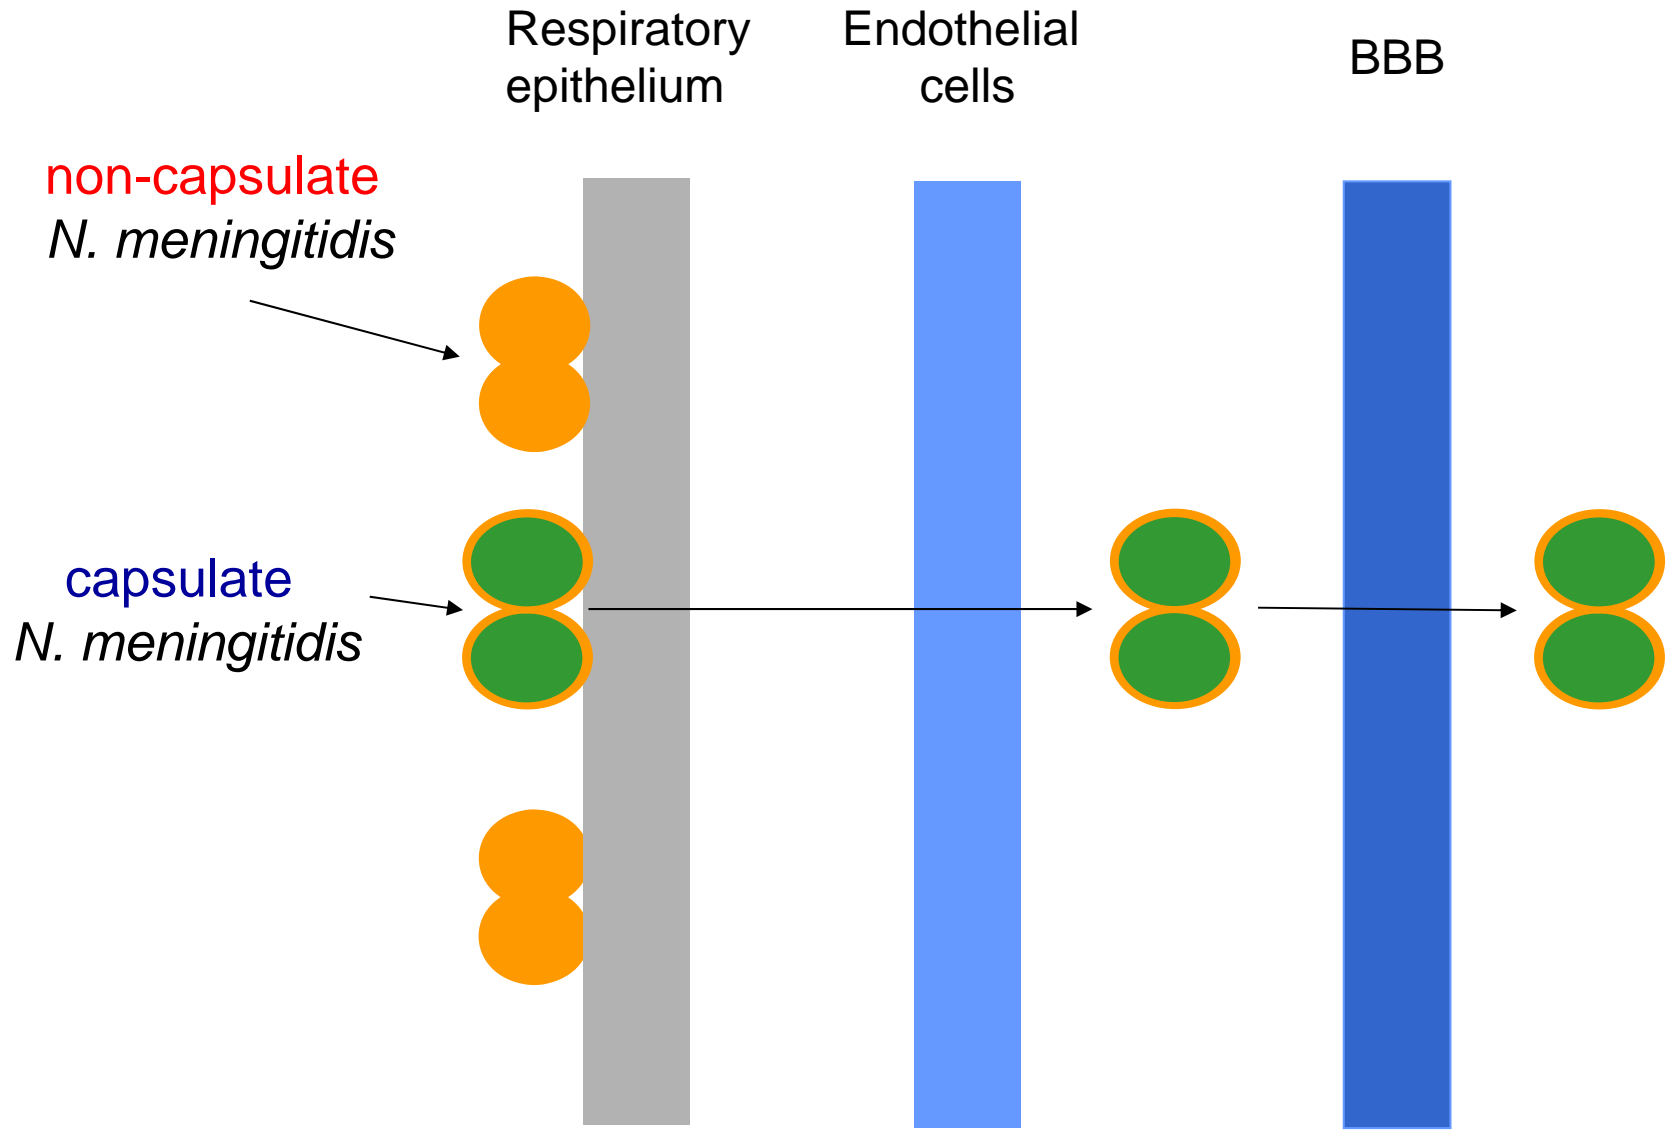 Respiratory
epithelium
Endothelial
cells
BBB
non-capsulate
N. meningitidis
capsulate
N. meningitidis